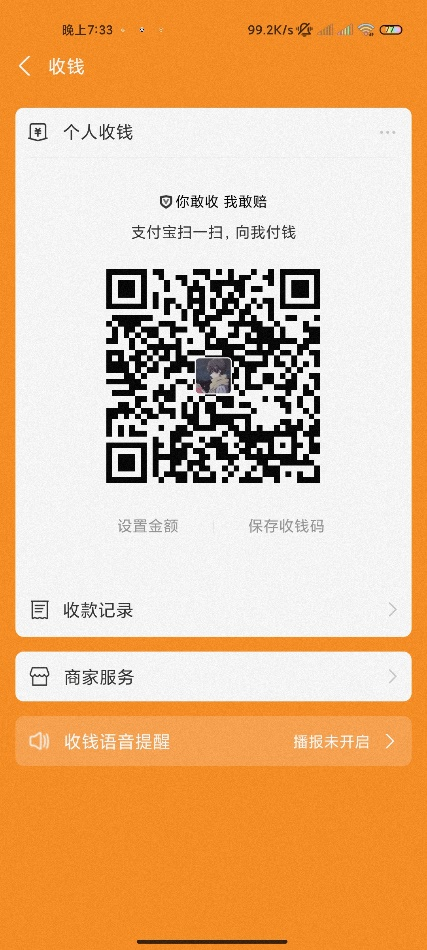 晚上7:33
99.2K/s
收钱
个人收钱
你敢收 我敢赔
支付宝扫一扫，向我付钱
设置金额
保存收钱码
收款记录
商家服务
收钱语音提醒
播报未开启